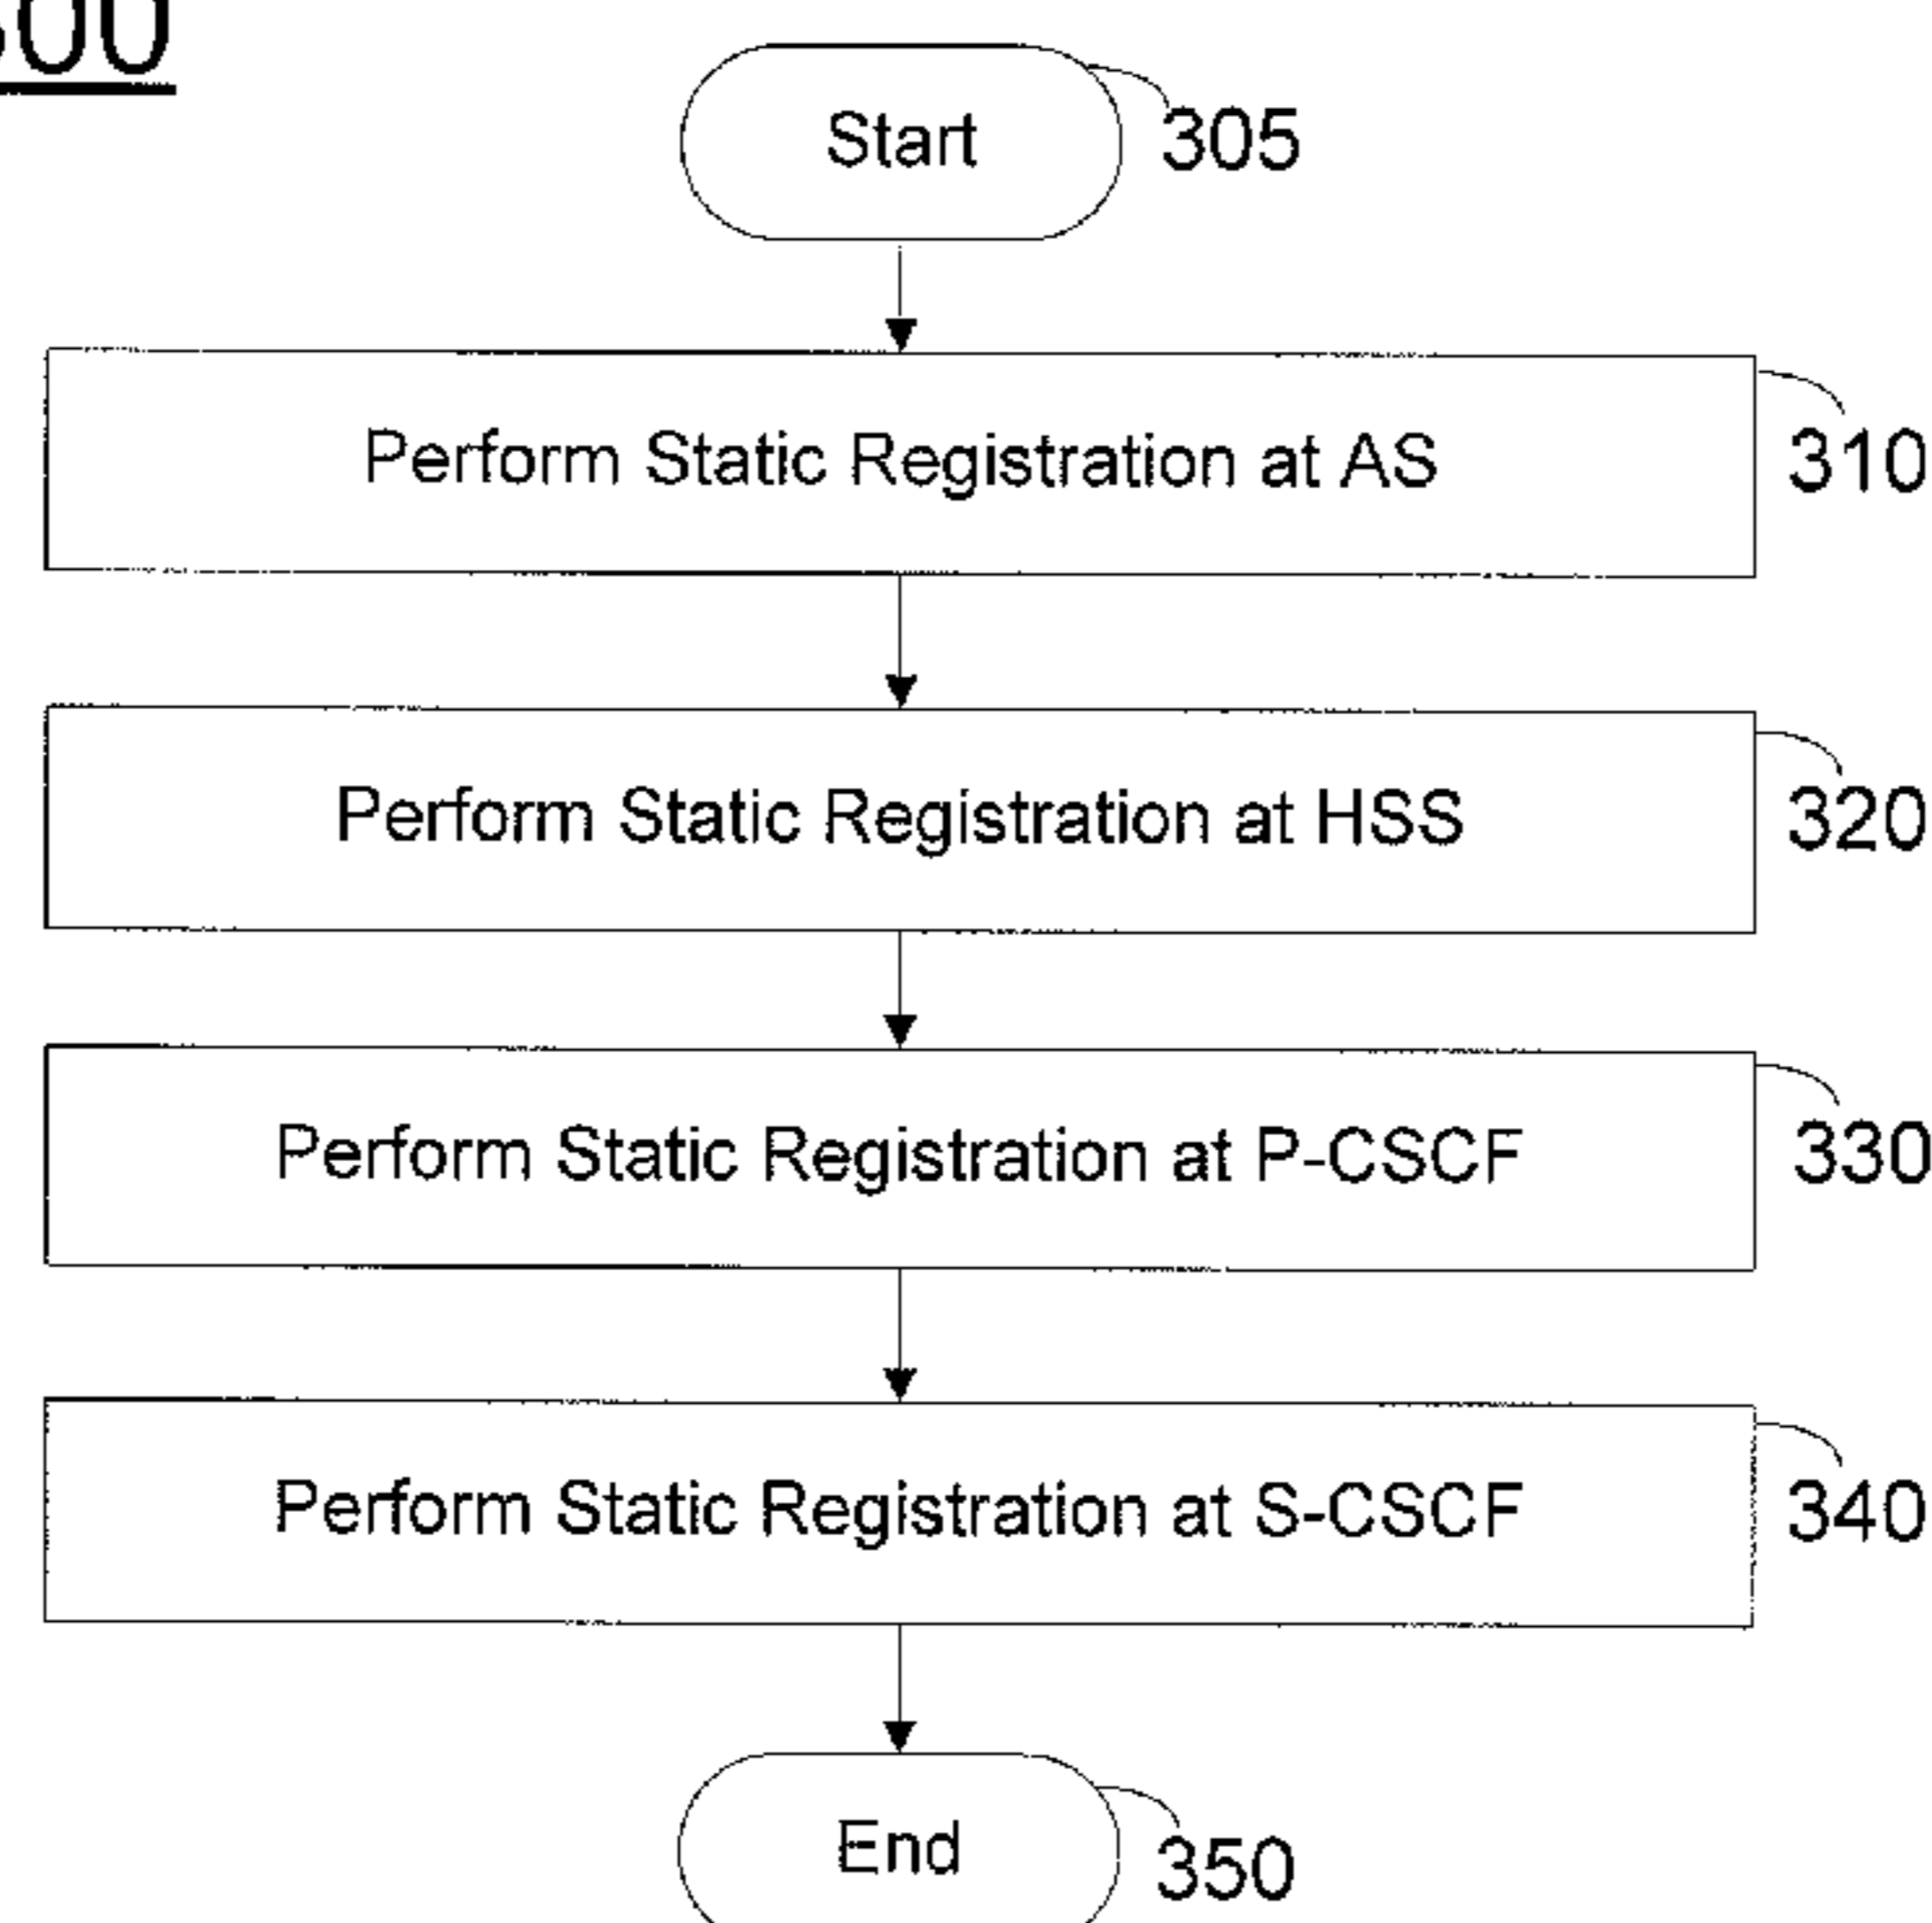 Start
305
Perform Static Registration at AS
310
Perform Static Registration at HSS
320
Perform Static Registration at P-CSCF
330
Perform Static Registration at S-CSCF
340
End
350